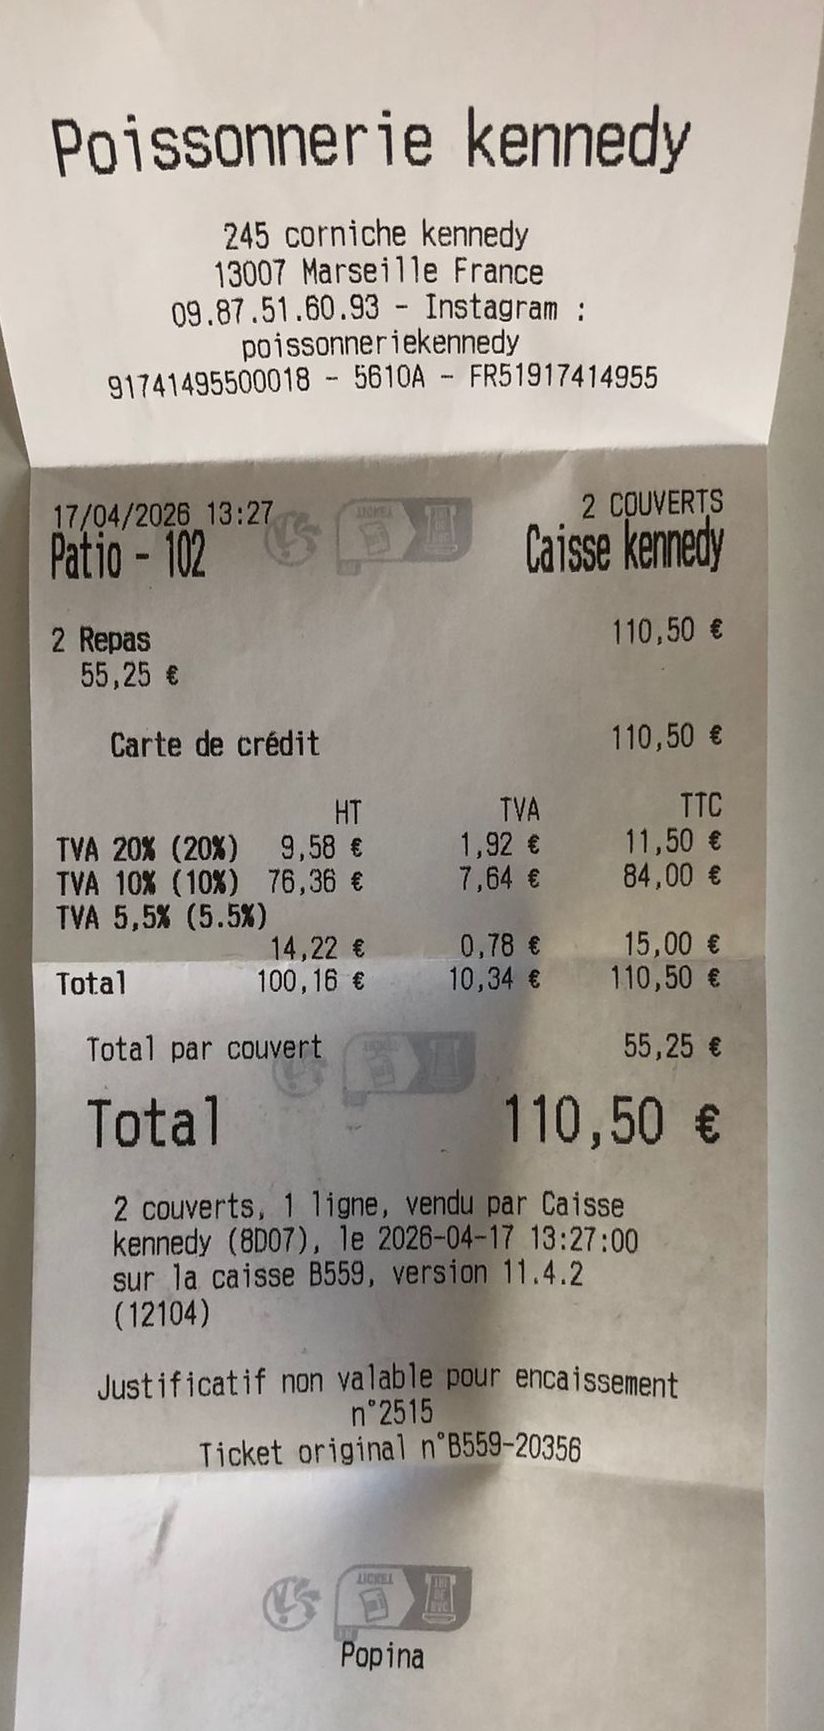 Poissonnerie kennedy
245 corniche kennedy
13007 Marseille France
09.87.51.60.93 - Instagram :
poissonneriekennedy
91741495500018 - 5610A - FR51917414955
17/04/2026 13:27 2 COUVERTS
Patio - 102 Caisse kennedy
2 Repas 110,50 €
55,25 €
Carte de crédit 110,50 €
HT TVA TTC
TVA 20% (20%) 9,58 € 1,92 € 11,50 €
TVA 10% (10%) 76,36 € 7,64 € 84,00 €
TVA 5,5% (5.5%)
14,22 € 0,78 € 15,00 €
Total 100,16 € 10,34 € 110,50 €
Total par couvert 55,25 €
Total 110,50 €
2 couverts, 1 ligne, vendu par Caisse
kennedy (8D07), le 2026-04-17 13:27:00
sur la caisse B559, version 11.4.2
(12104)
Justificatif non valable pour encaissement
n°2515
Ticket original n°B559-20356
TICKET
Popina